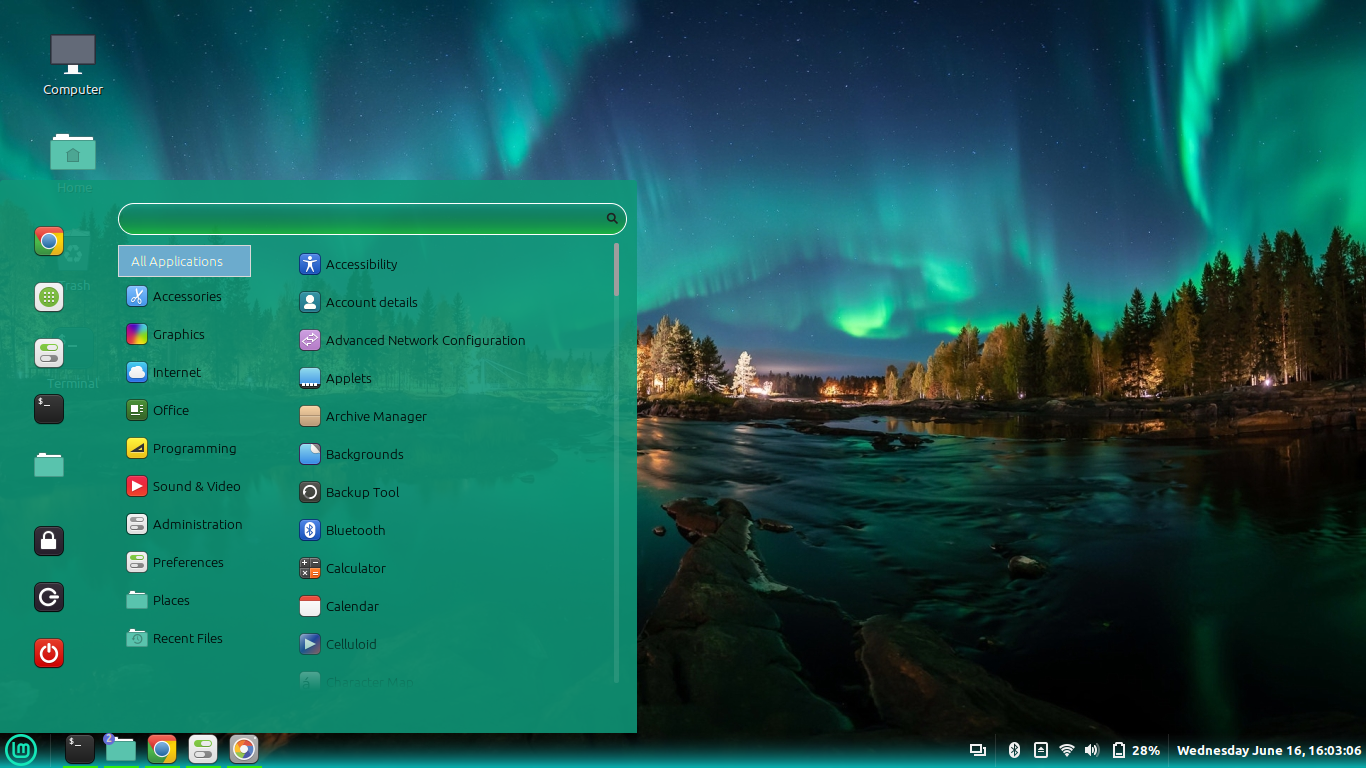 Computer
Home
Trash
Terminal
All Applications
Accessories
Graphics
Internet
Office
Programming
Sound & Video
Administration
Preferences
Places
Recent Files
Accessibility
Account details
Advanced Network Configuration
Applets
Archive Manager
Backgrounds
Backup Tool
Bluetooth
Calculator
Calendar
Celluloid
Character Map
2
28%
Wednesday June 16, 16:03:06